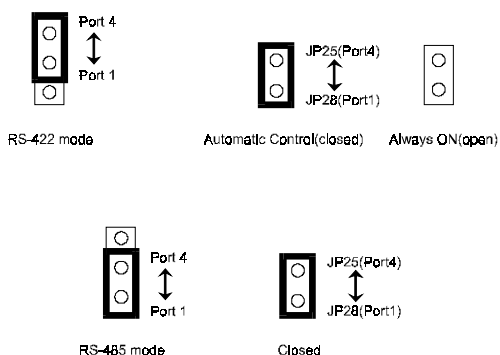 Port 4
Port 1
RS-422 mode
JP25(Port4)
JP28(Port1)
Automatic Control(closed)
Always ON(open)
Port 4
Port 1
RS-485 mode
JP25(Port4)
JP28(Port1)
Closed